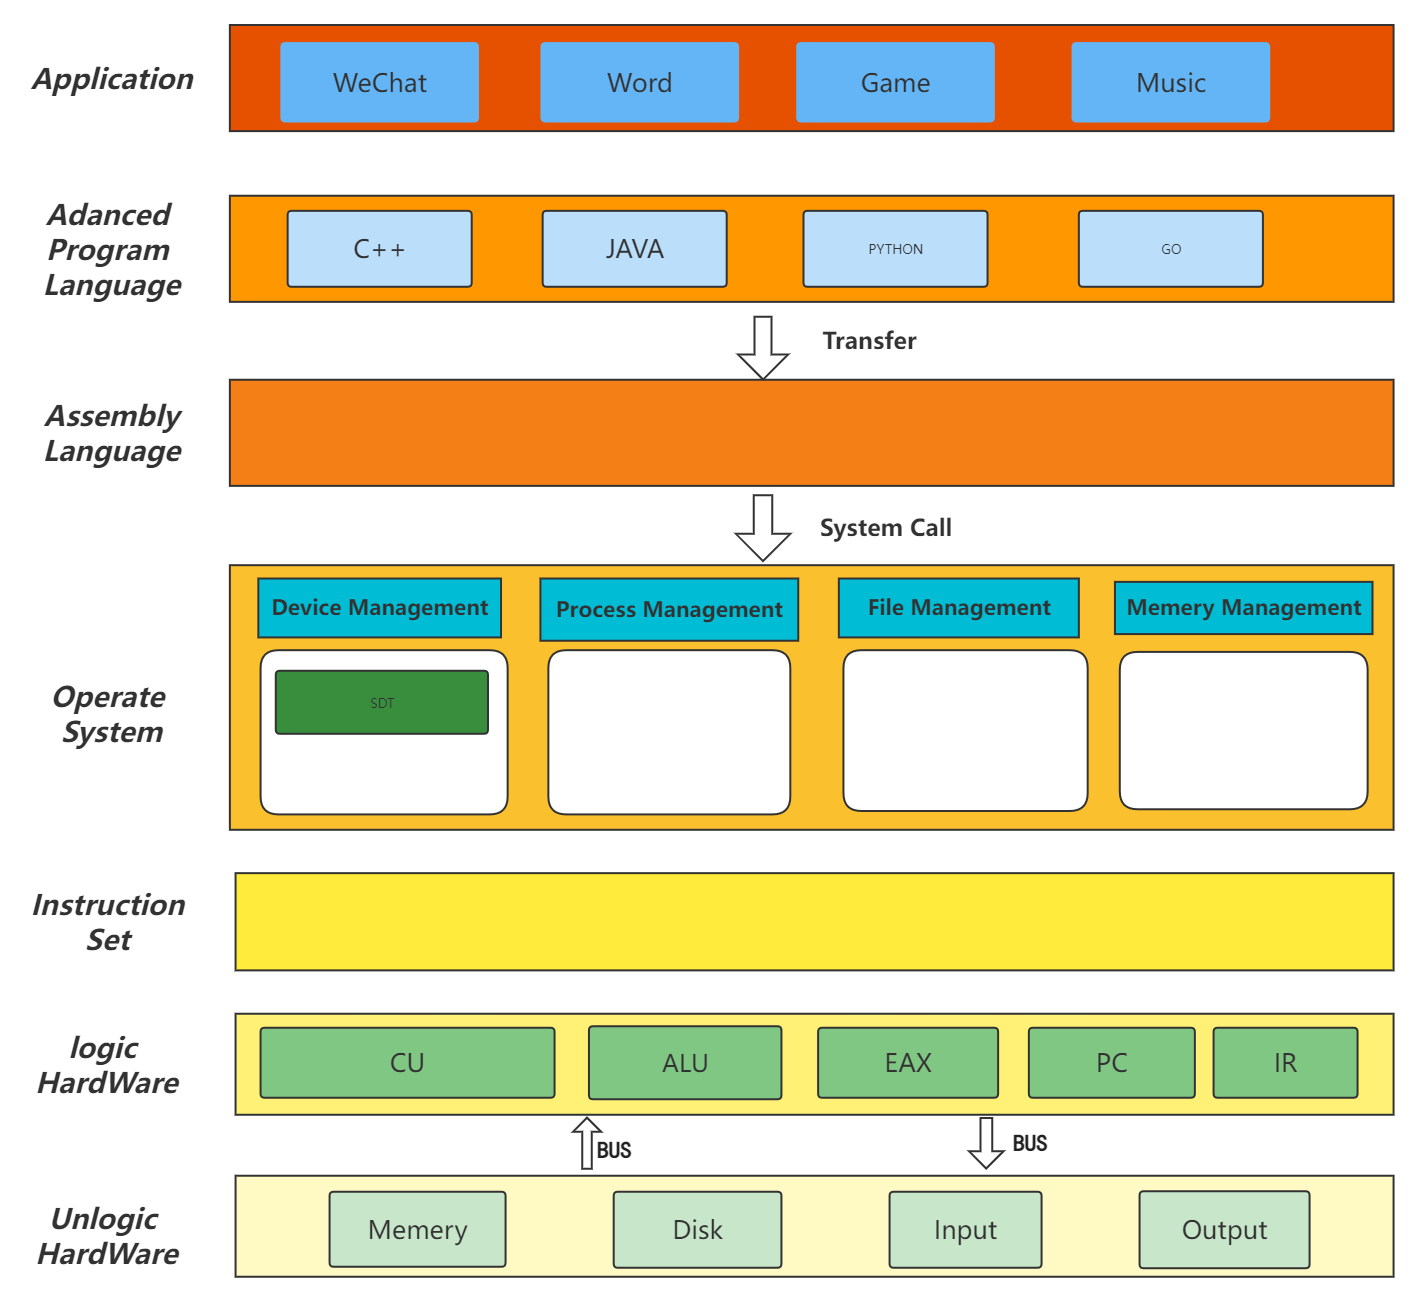 Application
WeChat
Word
Game
Music
Adanced
Program
Language
C++
JAVA
PYTHON
GO
Transfer
Assembly
Language
System Call
Operate
System
Device Management
Process Management
File Management
Memery Management
SDT
Instruction
Set
logic
HardWare
CU
ALU
EAX
PC
IR
BUS
BUS
Unlogic
HardWare
Memery
Disk
Input
Output